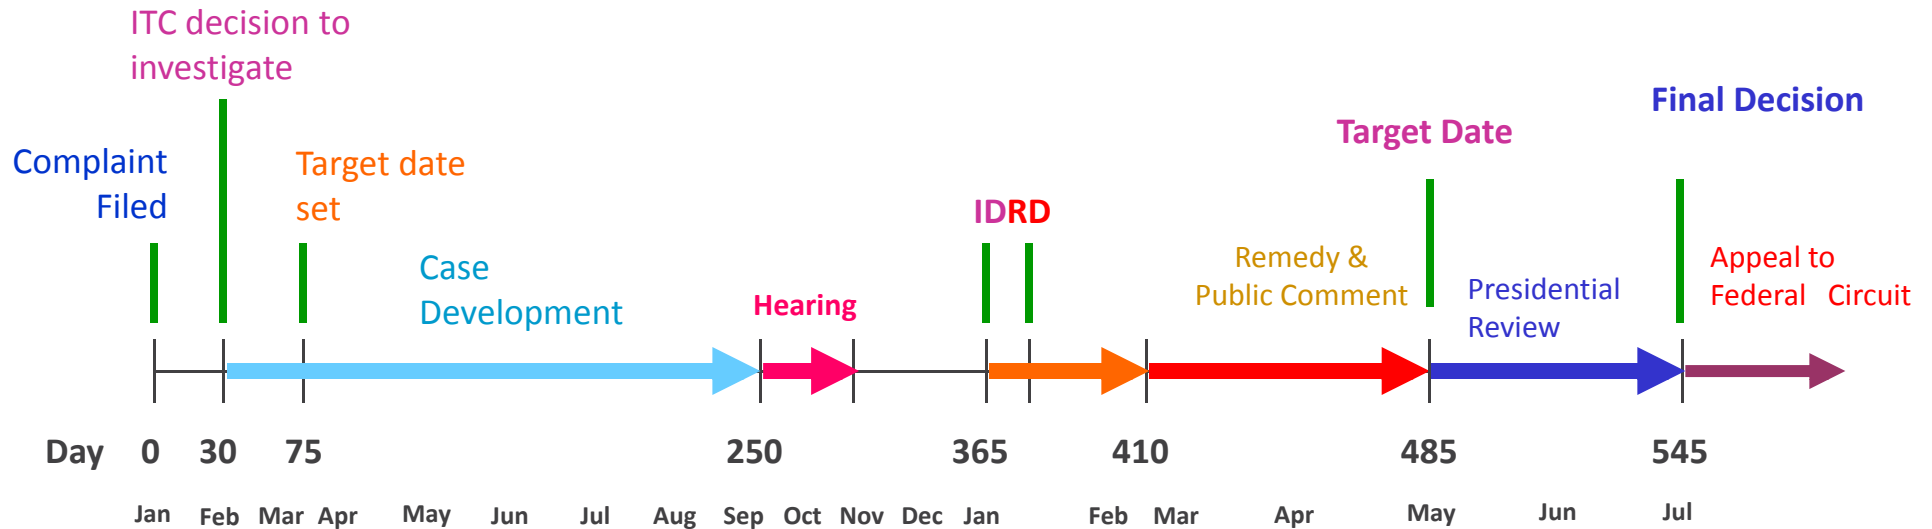 ITC decision to
investigate
Final Decision
Target Date
Complaint
Filed
Target date
set
IDRD
Case
Development
Hearing
Remedy &
Public Comment
Presidential
Review
Appeal to
Federal Circuit
Day 0 30 75 250 365 410 485 545
Jan Feb Mar Apr May Jun Jul Aug Sep Oct Nov Dec Jan Feb Mar Apr May Jun Jul